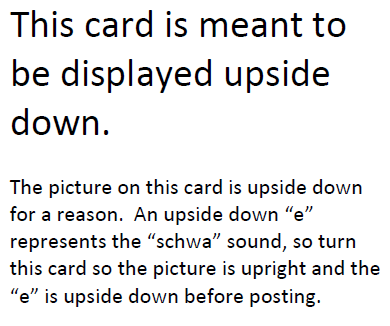 This card is meant to
be displayed upside
down.
The picture on this card is upside down
for a reason.  An upside down “e”
represents the “schwa” sound, so turn
this card so the picture is upright and the
“e” is upside down before posting.